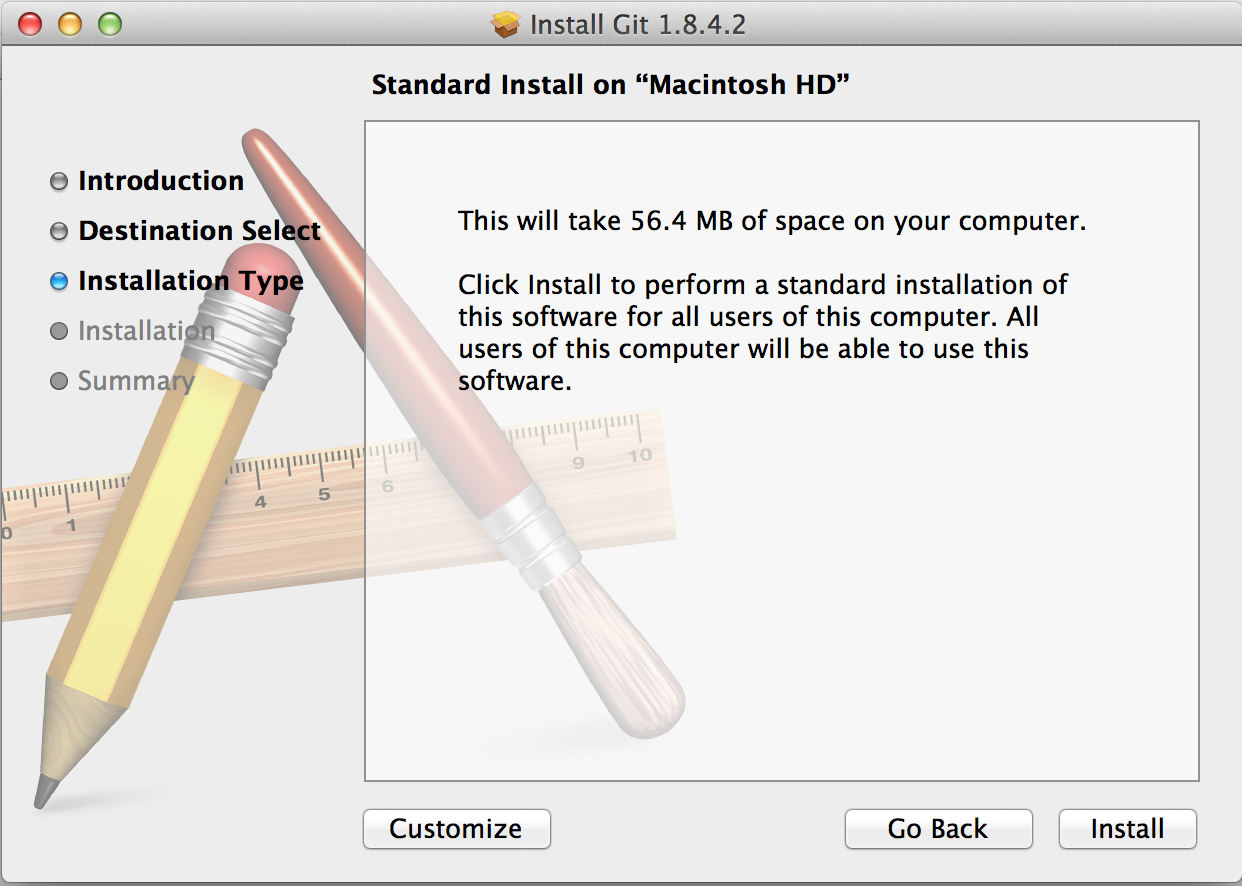 Install Git 1.8.4.2
Standard Install on “Macintosh HD”
Introduction
Destination Select
Installation Type
Installation
Summary
This will take 56.4 MB of space on your computer.
Click Install to perform a standard installation of
this software for all users of this computer. All
users of this computer will be able to use this
software.
0 1 4 5 6 9 10
Customize
Go Back
Install